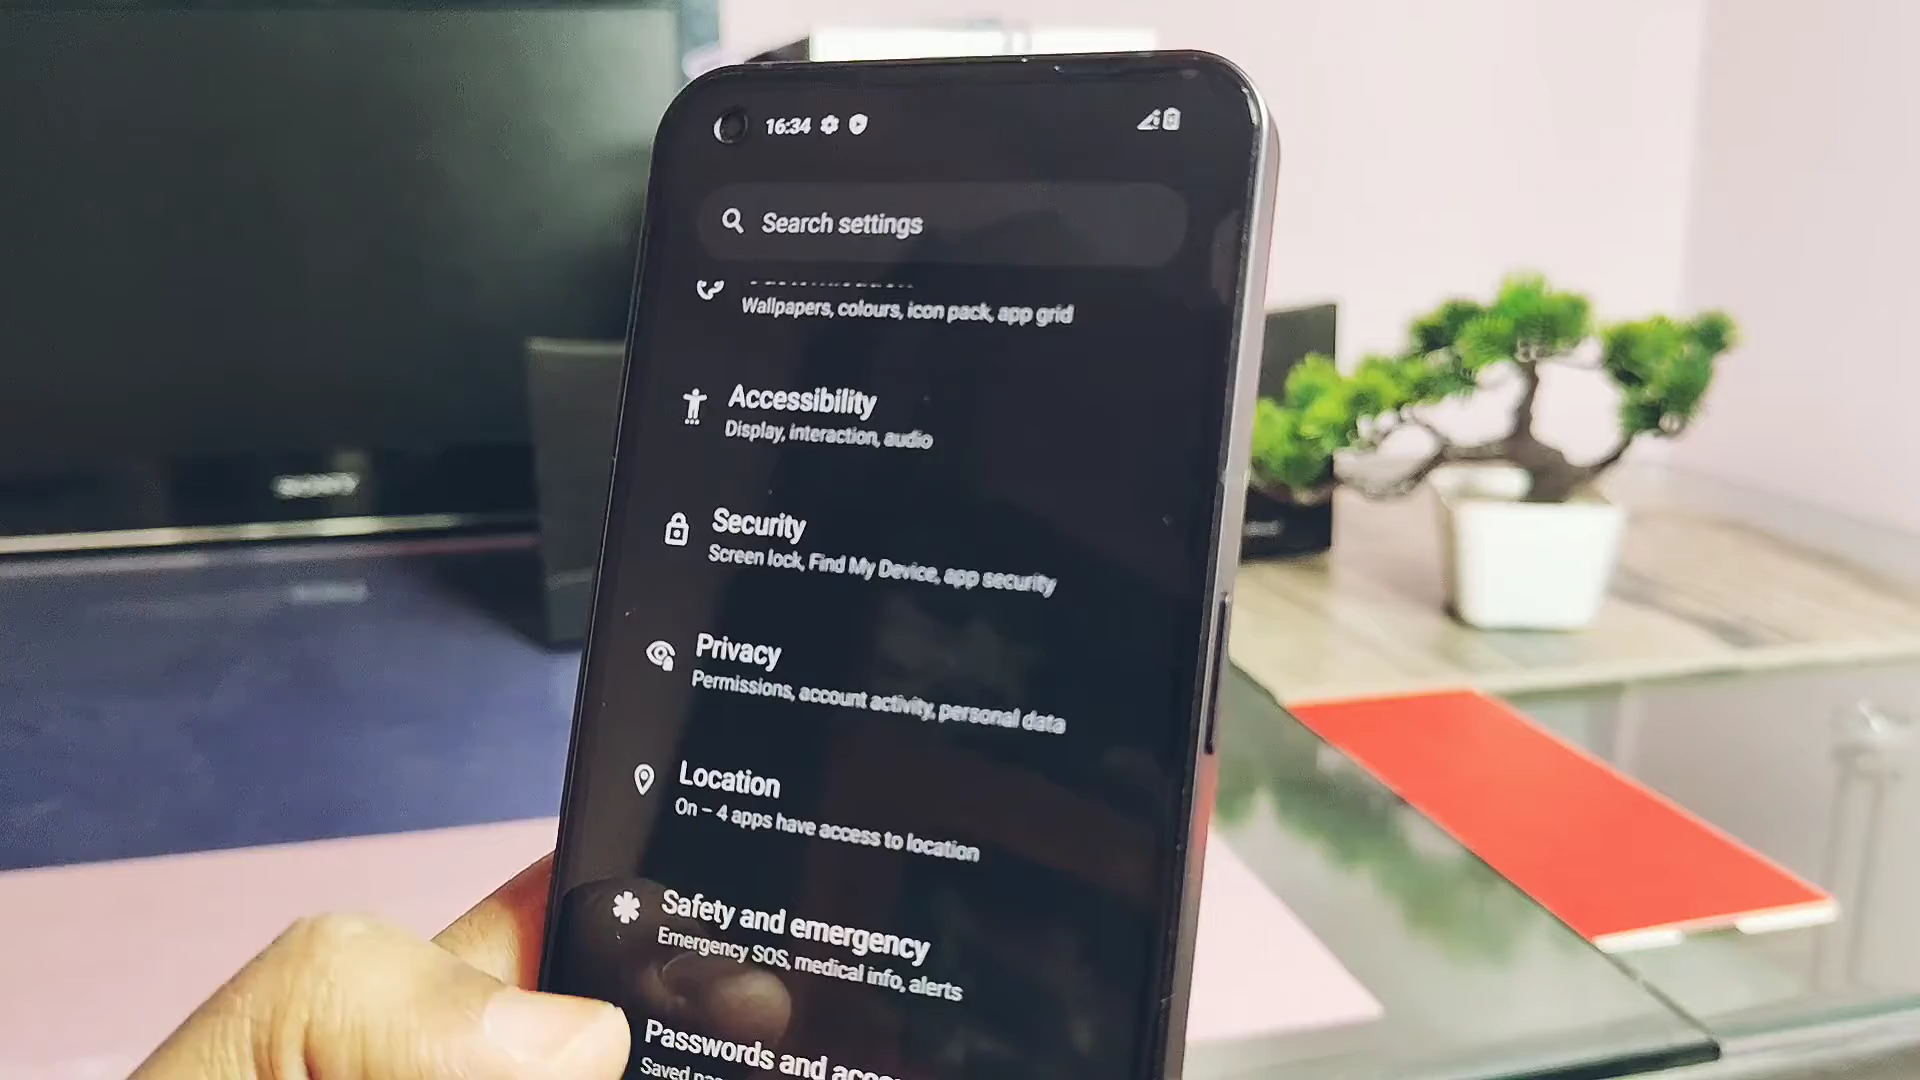 16:34
Search settings
Wallpapers, colours, icon pack, app grid
Accessibility
Display, interaction, audio
Security
Screen lock, Find My Device, app security
Privacy
Permissions, account activity, personal data
Location
On – 4 apps have access to location
Safety and emergency
Emergency SOS, medical info, alerts
Passwords and
Saved
SONY